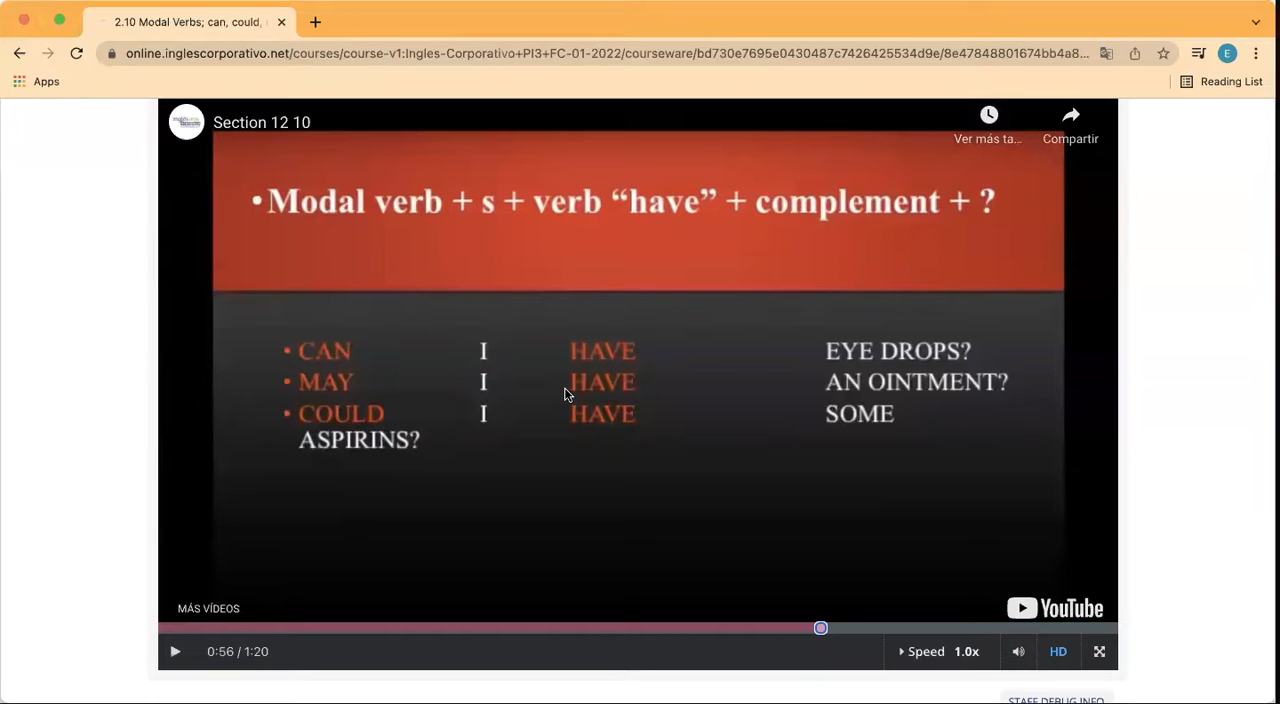 2.10 Modal Verbs; can, could,
online.inglescorporativo.net/courses/course-v1:Ingles-Corporativo+PI3+FC-01-2022/courseware/bd730e7695e0430487c7426425534d9e/8e47848801674bb4a8...
E
Apps
Reading List
Section 12 10
Ver más ta...
Compartir
•Modal verb + s + verb “have” + complement + ?
• CAN I HAVE EYE DROPS?
• MAY I HAVE AN OINTMENT?
• COULD I HAVE SOME
ASPIRINS?
MÁS VÍDEOS
YouTube
0:56 / 1:20
Speed 1.0x
HD
STAFF DEBUG INFO